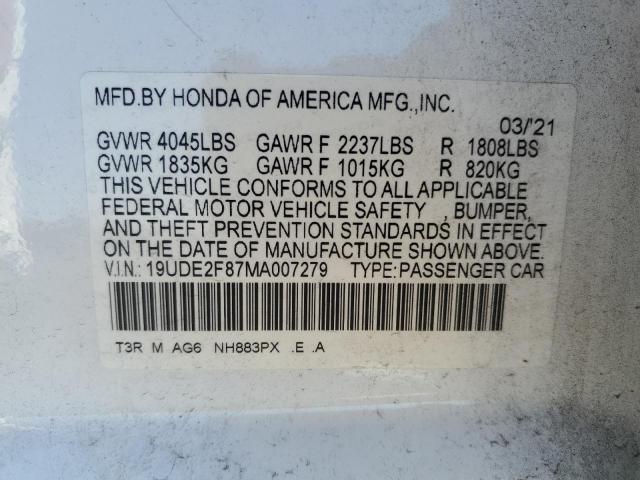 MFD.BY HONDA OF AMERICA MFG.,INC.
03/'21
GVWR 4045LBS GAWR F 2237LBS R 1808LBS
GVWR 1835KG GAWR F 1015KG R 820KG
THIS VEHICLE CONFORMS TO ALL APPLICABLE
FEDERAL MOTOR VEHICLE SAFETY , BUMPER,
AND THEFT PREVENTION STANDARDS IN EFFECT
ON THE DATE OF MANUFACTURE SHOWN ABOVE.
V.I.N.: 19UDE2F87MA007279 TYPE:PASSENGER CAR
T3R M AG6 NH883PX .E .A